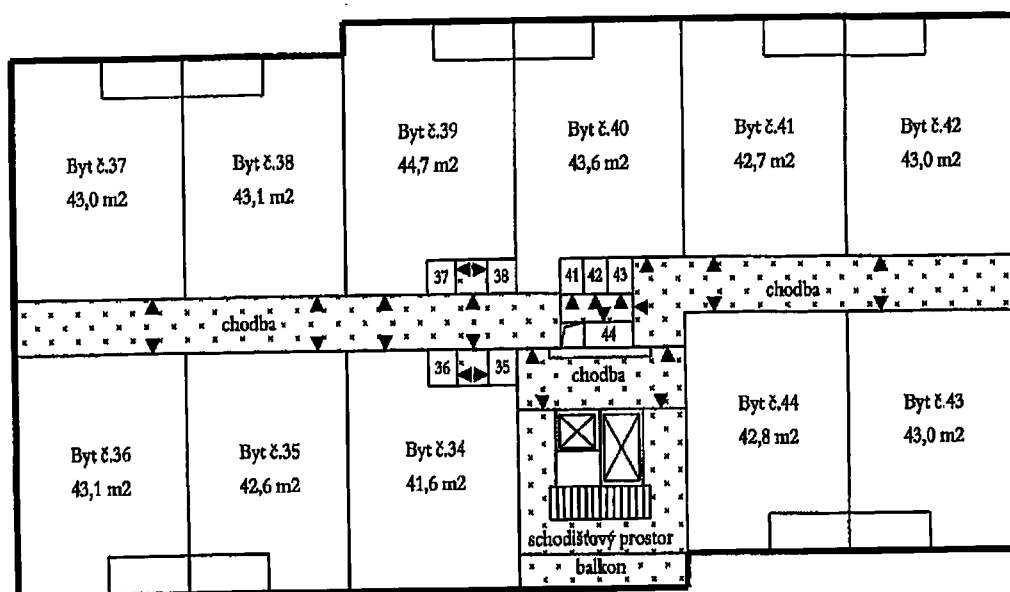 Byt č.37
43,0 m2
Byt č.38
43,1 m2
Byt č.39
44,7 m2
Byt č.40
43,6 m2
Byt č.41
42,7 m2
Byt č.42
43,0 m2
37
38
41
42
43
44
chodba
chodba
36
35
chodba
Byt č.36
43,1 m2
Byt č.35
42,6 m2
Byt č.34
41,6 m2
Byt č.44
42,8 m2
Byt č.43
43,0 m2
schodišťový prostor
balkon